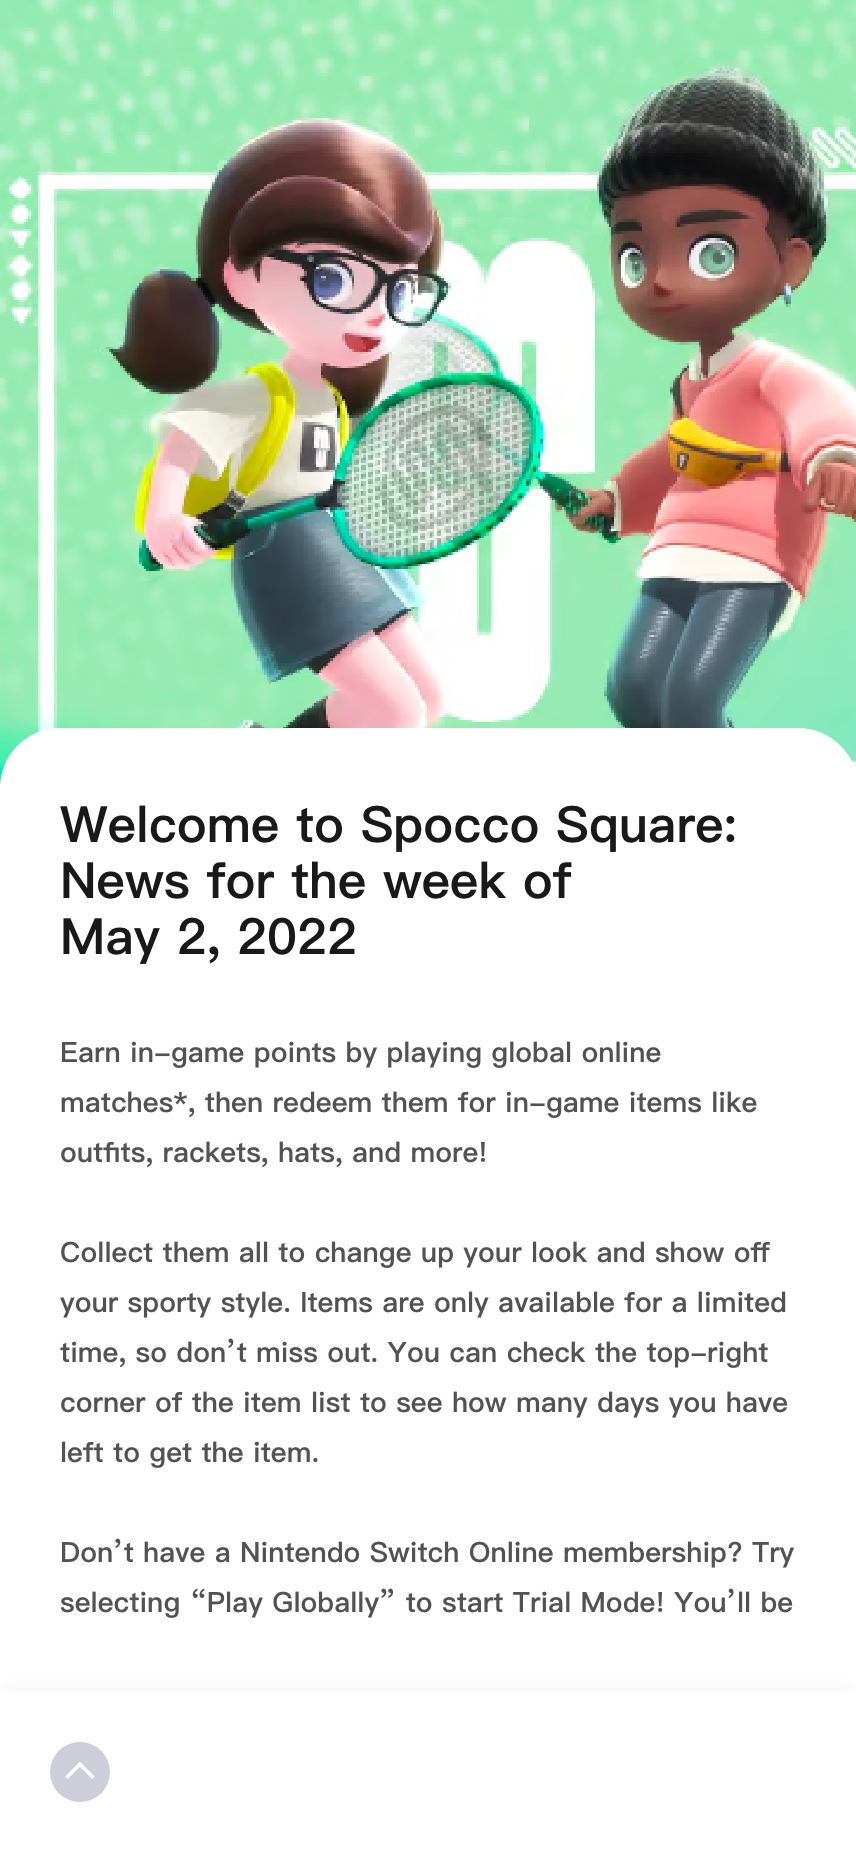 Welcome to Spocco Square:
News for the week of
May 2, 2022
Earn in-game points by playing global online
matches*, then redeem them for in-game items like
outfits, rackets, hats, and more!
Collect them all to change up your look and show off
your sporty style. Items are only available for a limited
time, so don’t miss out. You can check the top-right
corner of the item list to see how many days you have
left to get the item.
Don’t have a Nintendo Switch Online membership? Try
selecting “Play Globally” to start Trial Mode! You’ll be